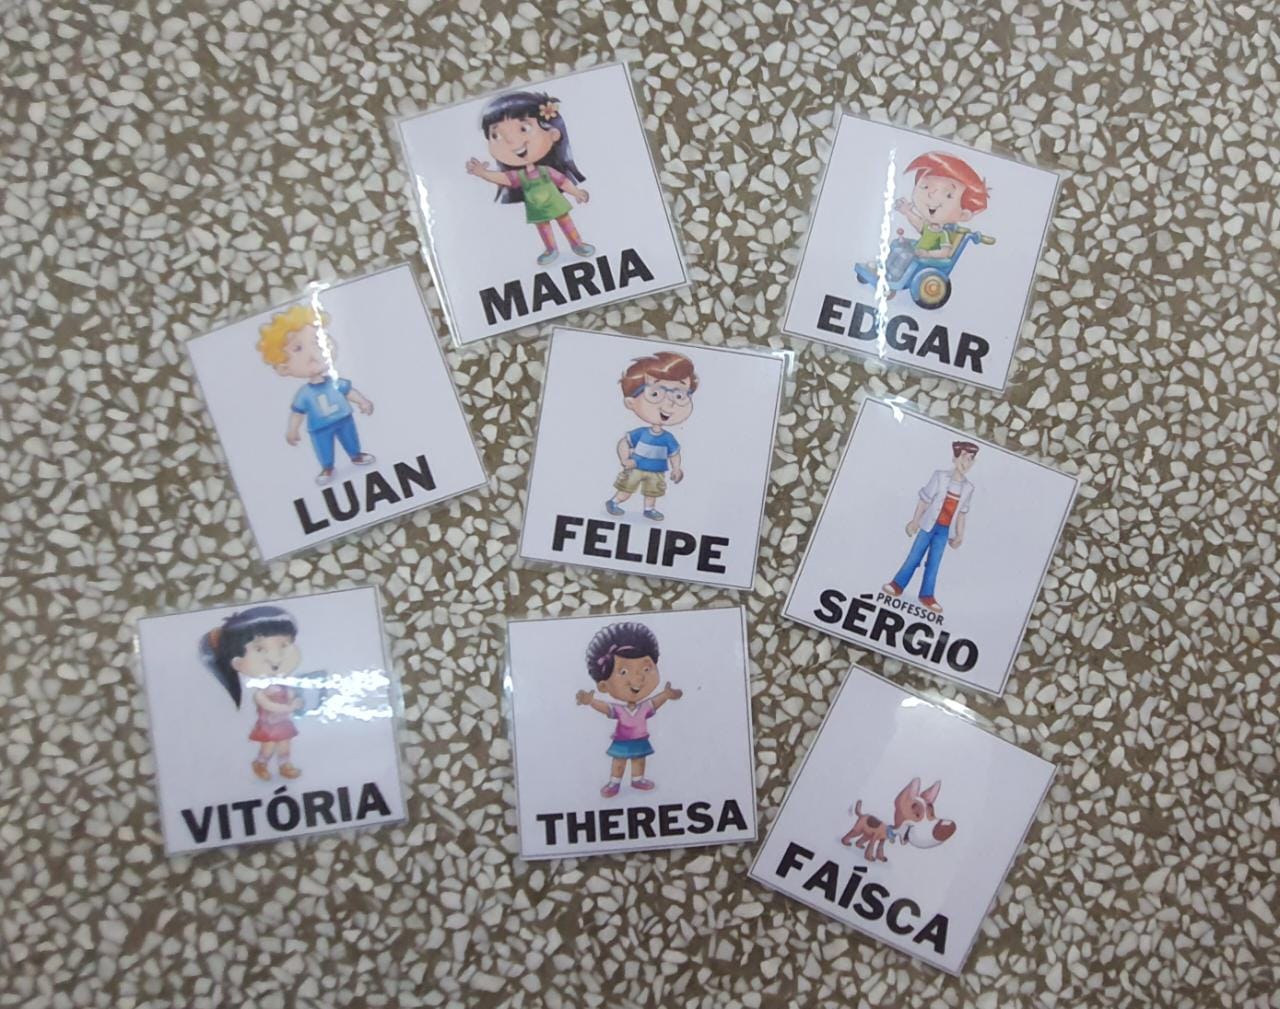 MARIA
EDGAR
LUAN
L
FELIPE
PROFESSOR
SÉRGIO
VITÓRIA
THERESA
FAÍSCA